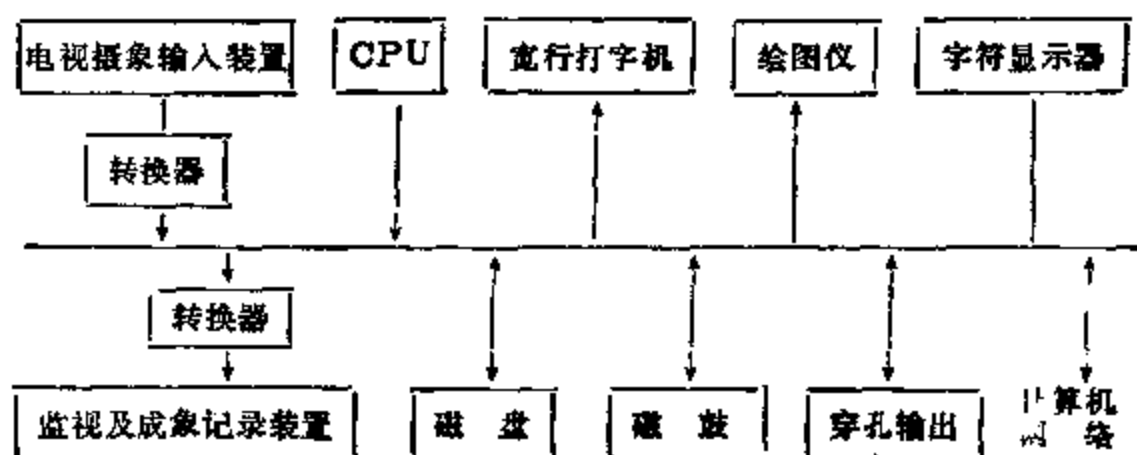 电视摄象输入装置
CPU
宽行打字机
绘图仪
字符显示器
转换器
转换器
监视及成象记录装置
磁 盘
磁 鼓
穿孔输出
计算机
络